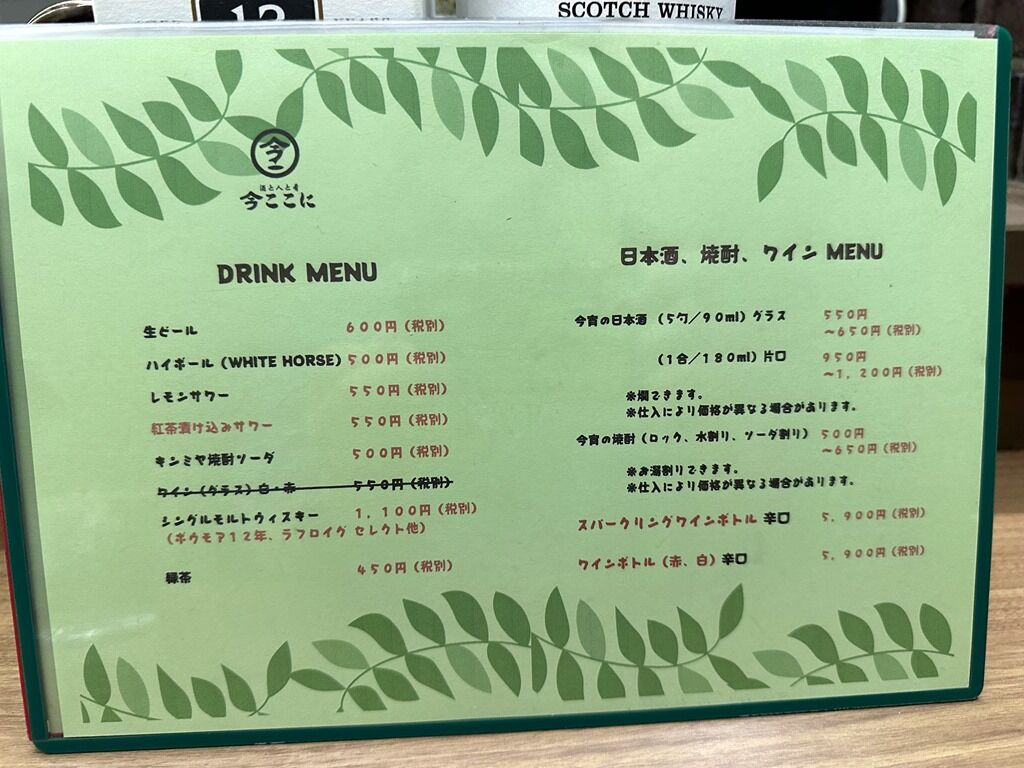 12 YEARS
SCOTCH WHISKY
今
酒と人と肴
今ここに
DRINK MENU
生ビール 600円（税別）
ハイボール（WHITE HORSE）500円（税別）
レモンサワー 550円（税別）
紅茶漬け込みサワー 550円（税別）
キンミヤ焼酎ソーダ 500円（税別）
ワイン（グラス）白・赤 550円（税別）
シングルモルトウィスキー 1，100円（税別）
（ボウモア12年、ラフロイグ セレクト他）
緑茶 450円（税別）
日本酒、焼酎、ワイン MENU
今宵の日本酒（5勺／90ml）グラス 550円
～650円（税別）
（1合／180ml）片口 950円
～1，200円（税別）
※燗できます。
※仕入により価格が異なる場合があります。
今宵の焼酎（ロック、水割り、ソーダ割り） 500円
～650円（税別）
※お湯割りできます。
※仕入により価格が異なる場合があります。
スパークリングワインボトル 辛口 5，900円（税別）
ワインボトル（赤、白）辛口 5，900円（税別）